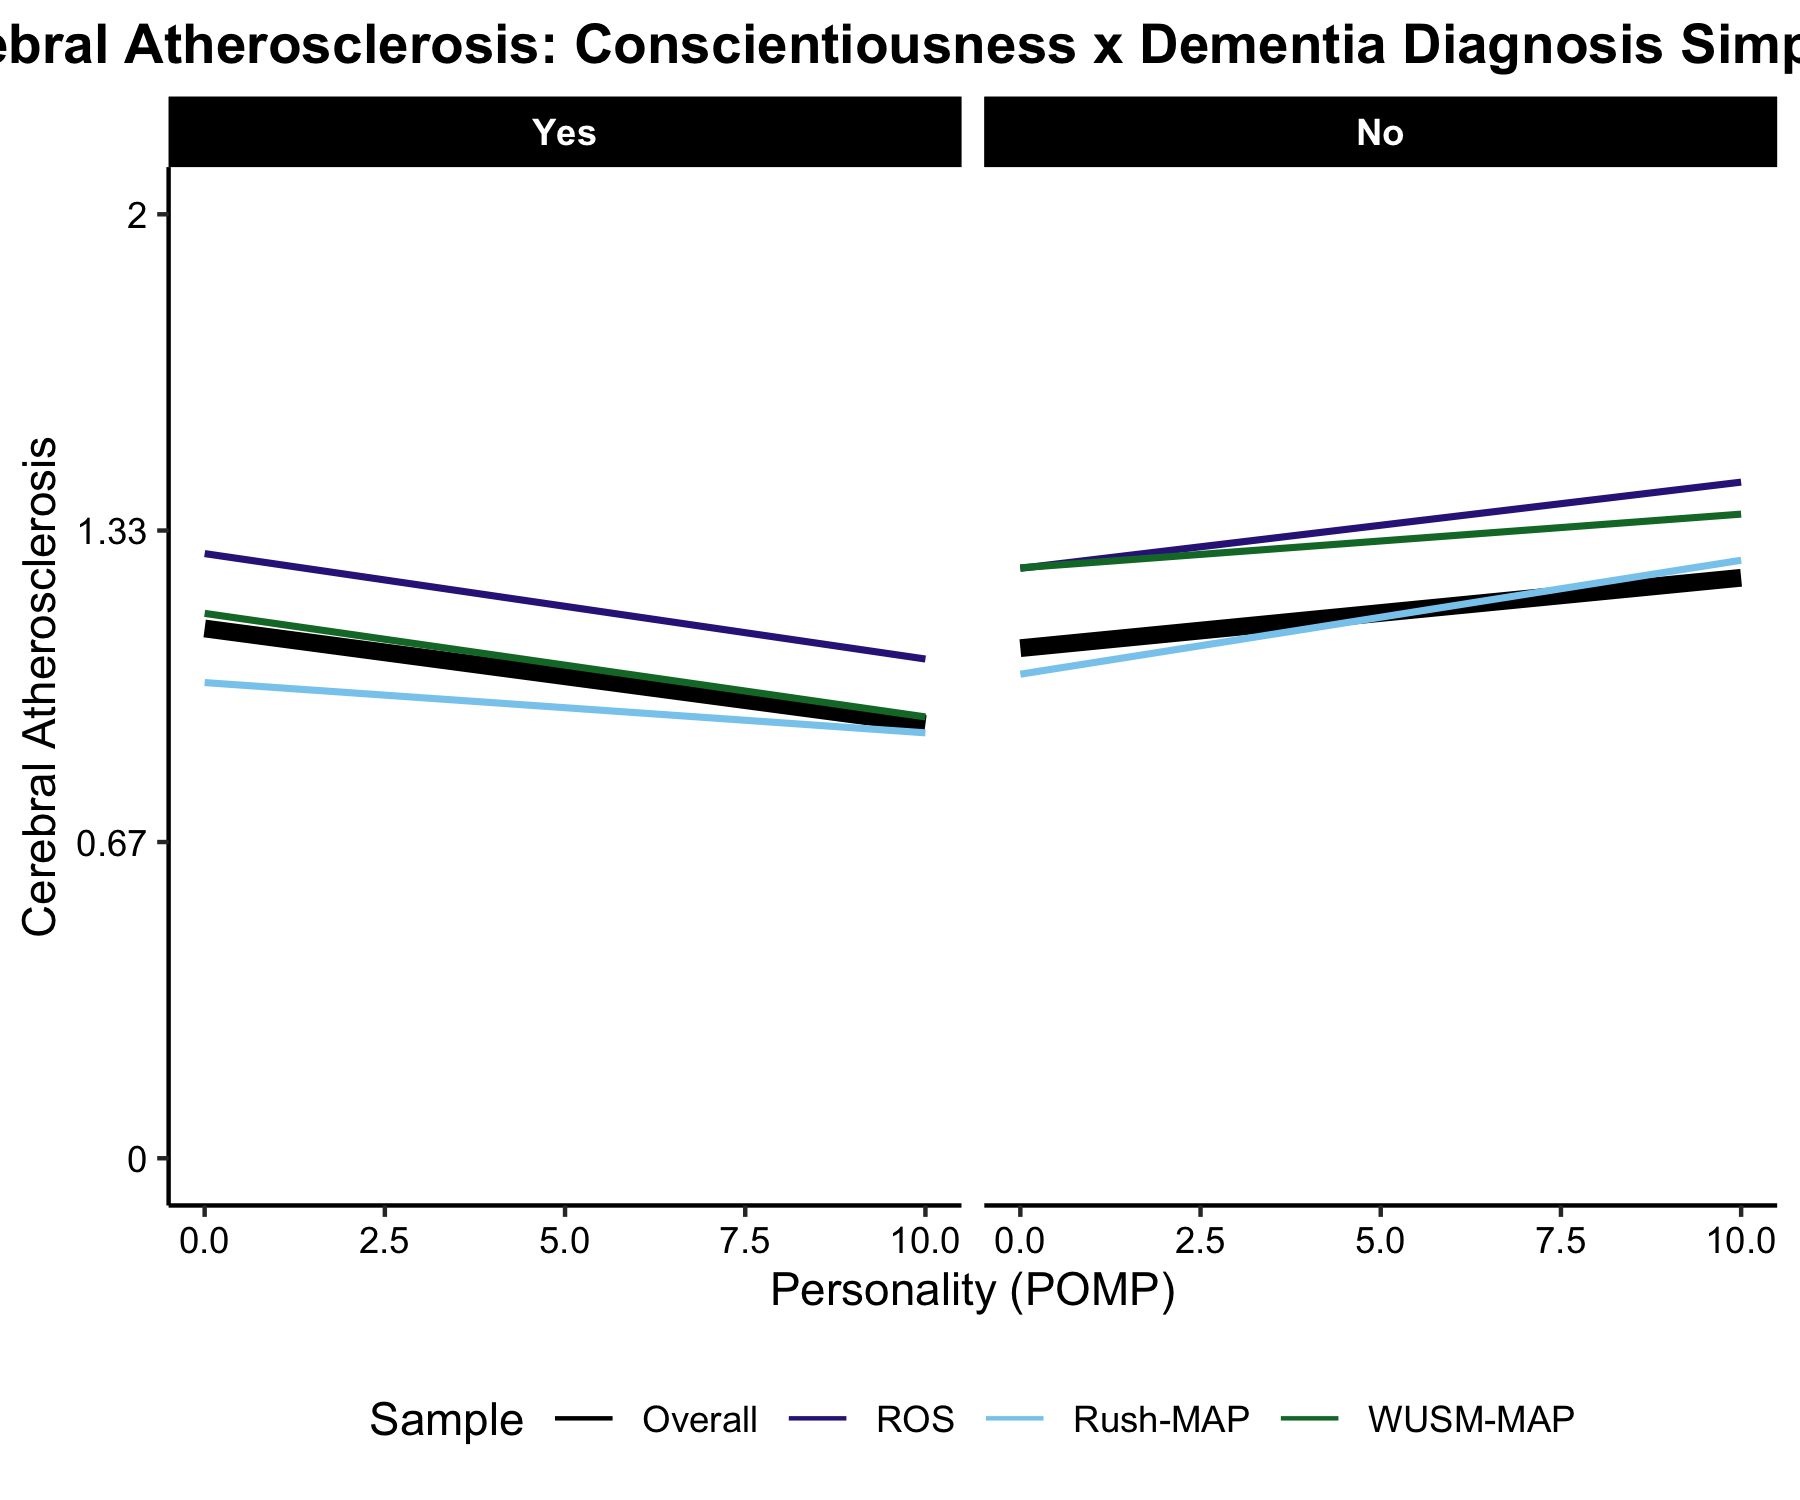 ebral Atherosclerosis: Conscientiousness x Dementia Diagnosis Simp
Yes
No
2
1.33
0.67
0
Cerebral Atherosclerosis
0.0 2.5 5.0 7.5 10.0 0.0 2.5 5.0 7.5 10.0
Personality (POMP)
Sample Overall ROS Rush-MAP WUSM-MAP